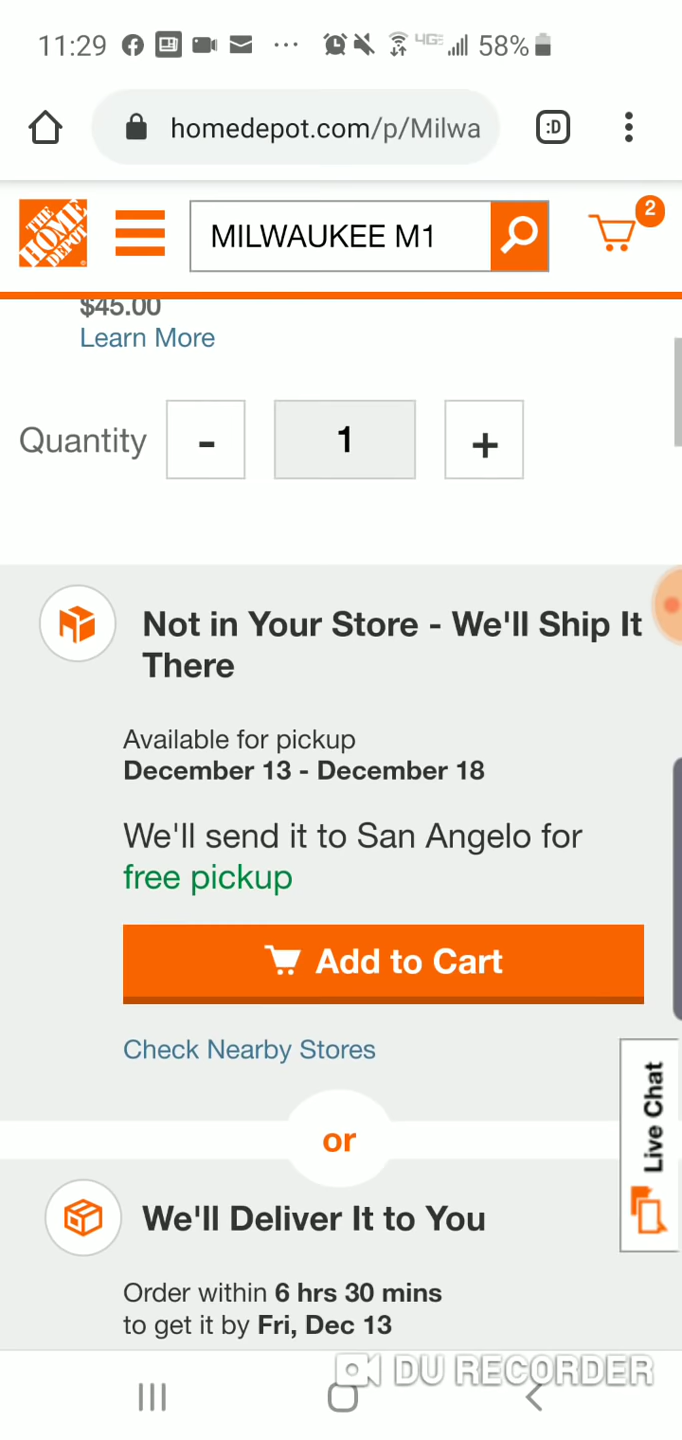 11:29 ... 4GE 58%
homedepot.com/p/Milwa :D
THE HOME DEPOT MILWAUKEE M1 2
$45.00
Learn More
Quantity - 1 +
Not in Your Store - We'll Ship It
There
Available for pickup
December 13 - December 18
We'll send it to San Angelo for
free pickup
Add to Cart
Check Nearby Stores
Live Chat
or
We'll Deliver It to You
Order within 6 hrs 30 mins
to get it by Fri, Dec 13
DU RECORDER